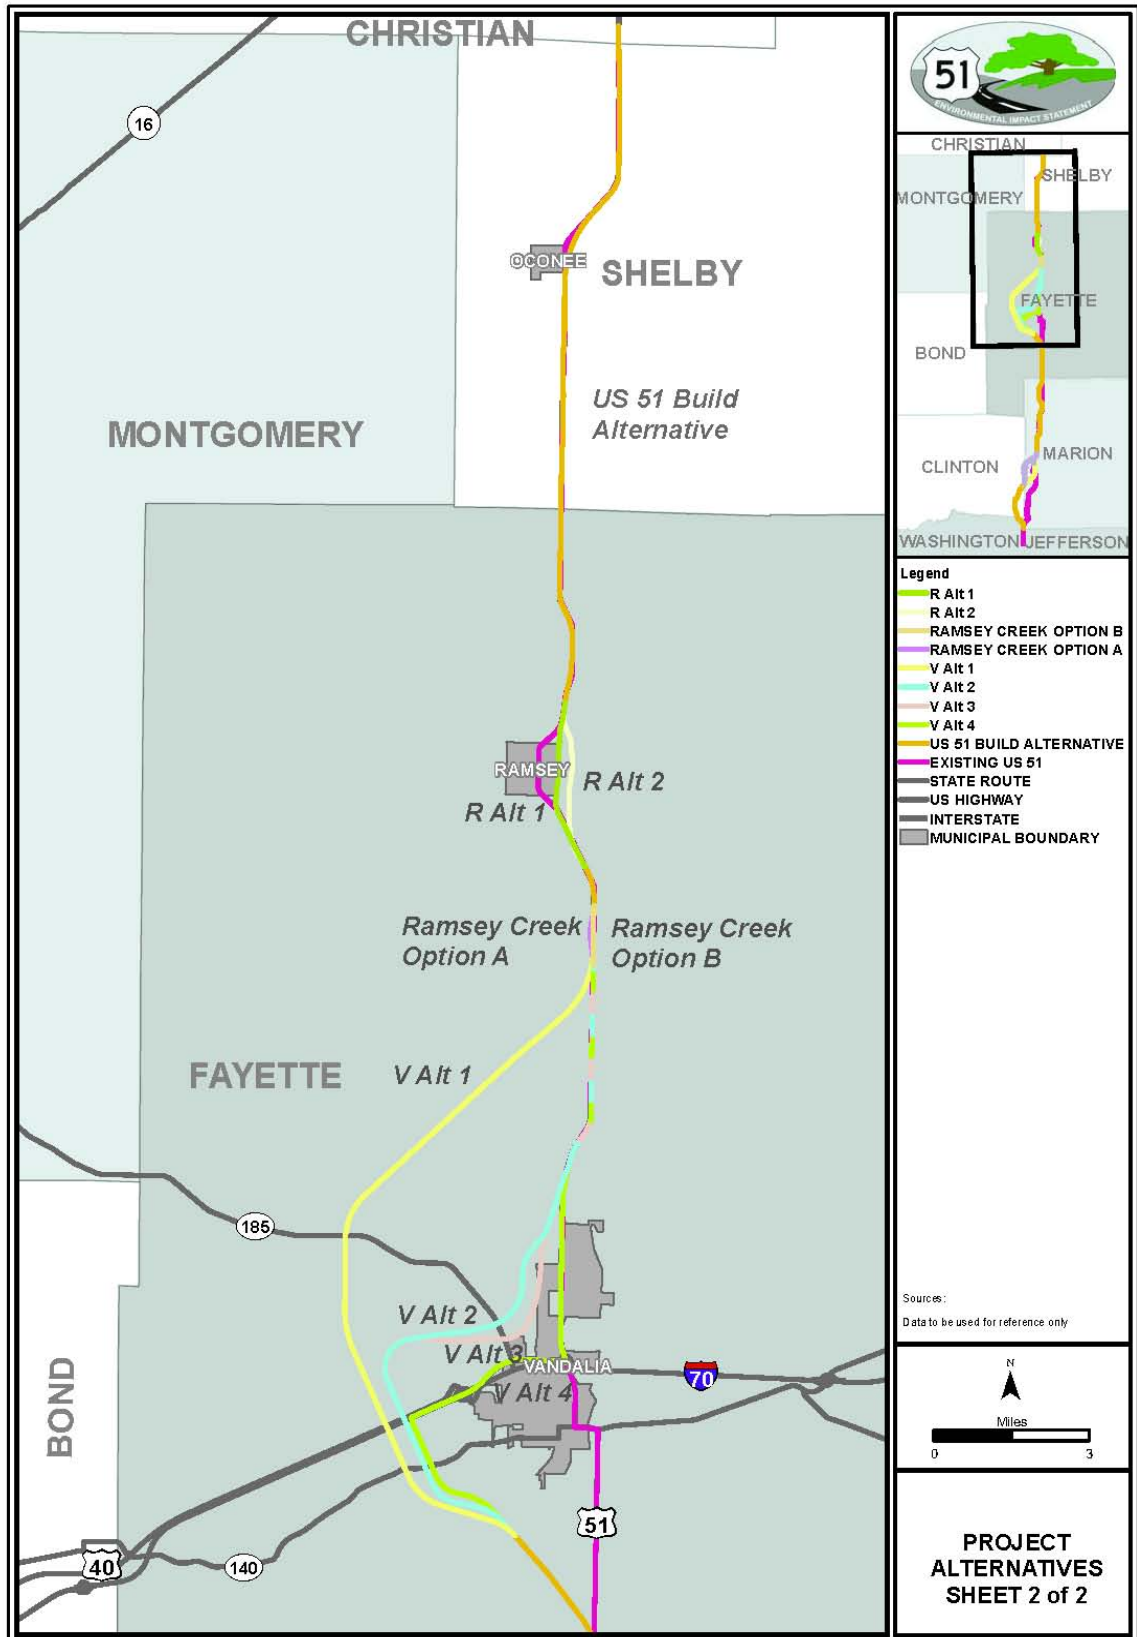 CHRISTIAN
16
OCONEE
SHELBY
US 51 Build
Alternative
MONTGOMERY
RAMSEY
R Alt 2
R Alt 1
Ramsey Creek
Option A
Ramsey Creek
Option B
FAYETTE
V Alt 1
185
V Alt 2
V Alt 3
VANDALIA
V Alt 4
70
BOND
51
40
140
51
ENVIRONMENTAL IMPACT STATEMENT
CHRISTIAN
SHELBY
MONTGOMERY
FAYETTE
BOND
CLINTON
MARION
WASHINGTON
JEFFERSON
Legend
R Alt 1
R Alt 2
RAMSEY CREEK OPTION B
RAMSEY CREEK OPTION A
V Alt 1
V Alt 2
V Alt 3
V Alt 4
US 51 BUILD ALTERNATIVE
EXISTING US 51
STATE ROUTE
US HIGHWAY
INTERSTATE
MUNICIPAL BOUNDARY
Sources:
Data to be used for reference only
N
Miles
0 3
PROJECT
ALTERNATIVES
SHEET 2 of 2